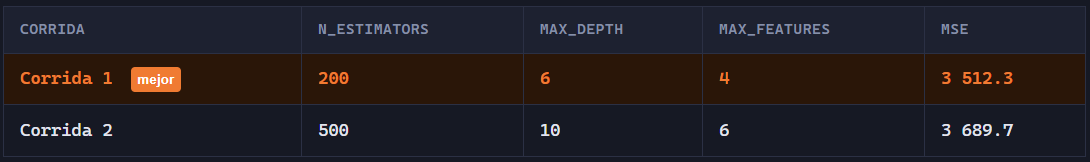 CORRIDA N_ESTIMATORS MAX_DEPTH MAX_FEATURES MSE
Corrida 1 mejor 200 6 4 3 512.3
Corrida 2 500 10 6 3 689.7